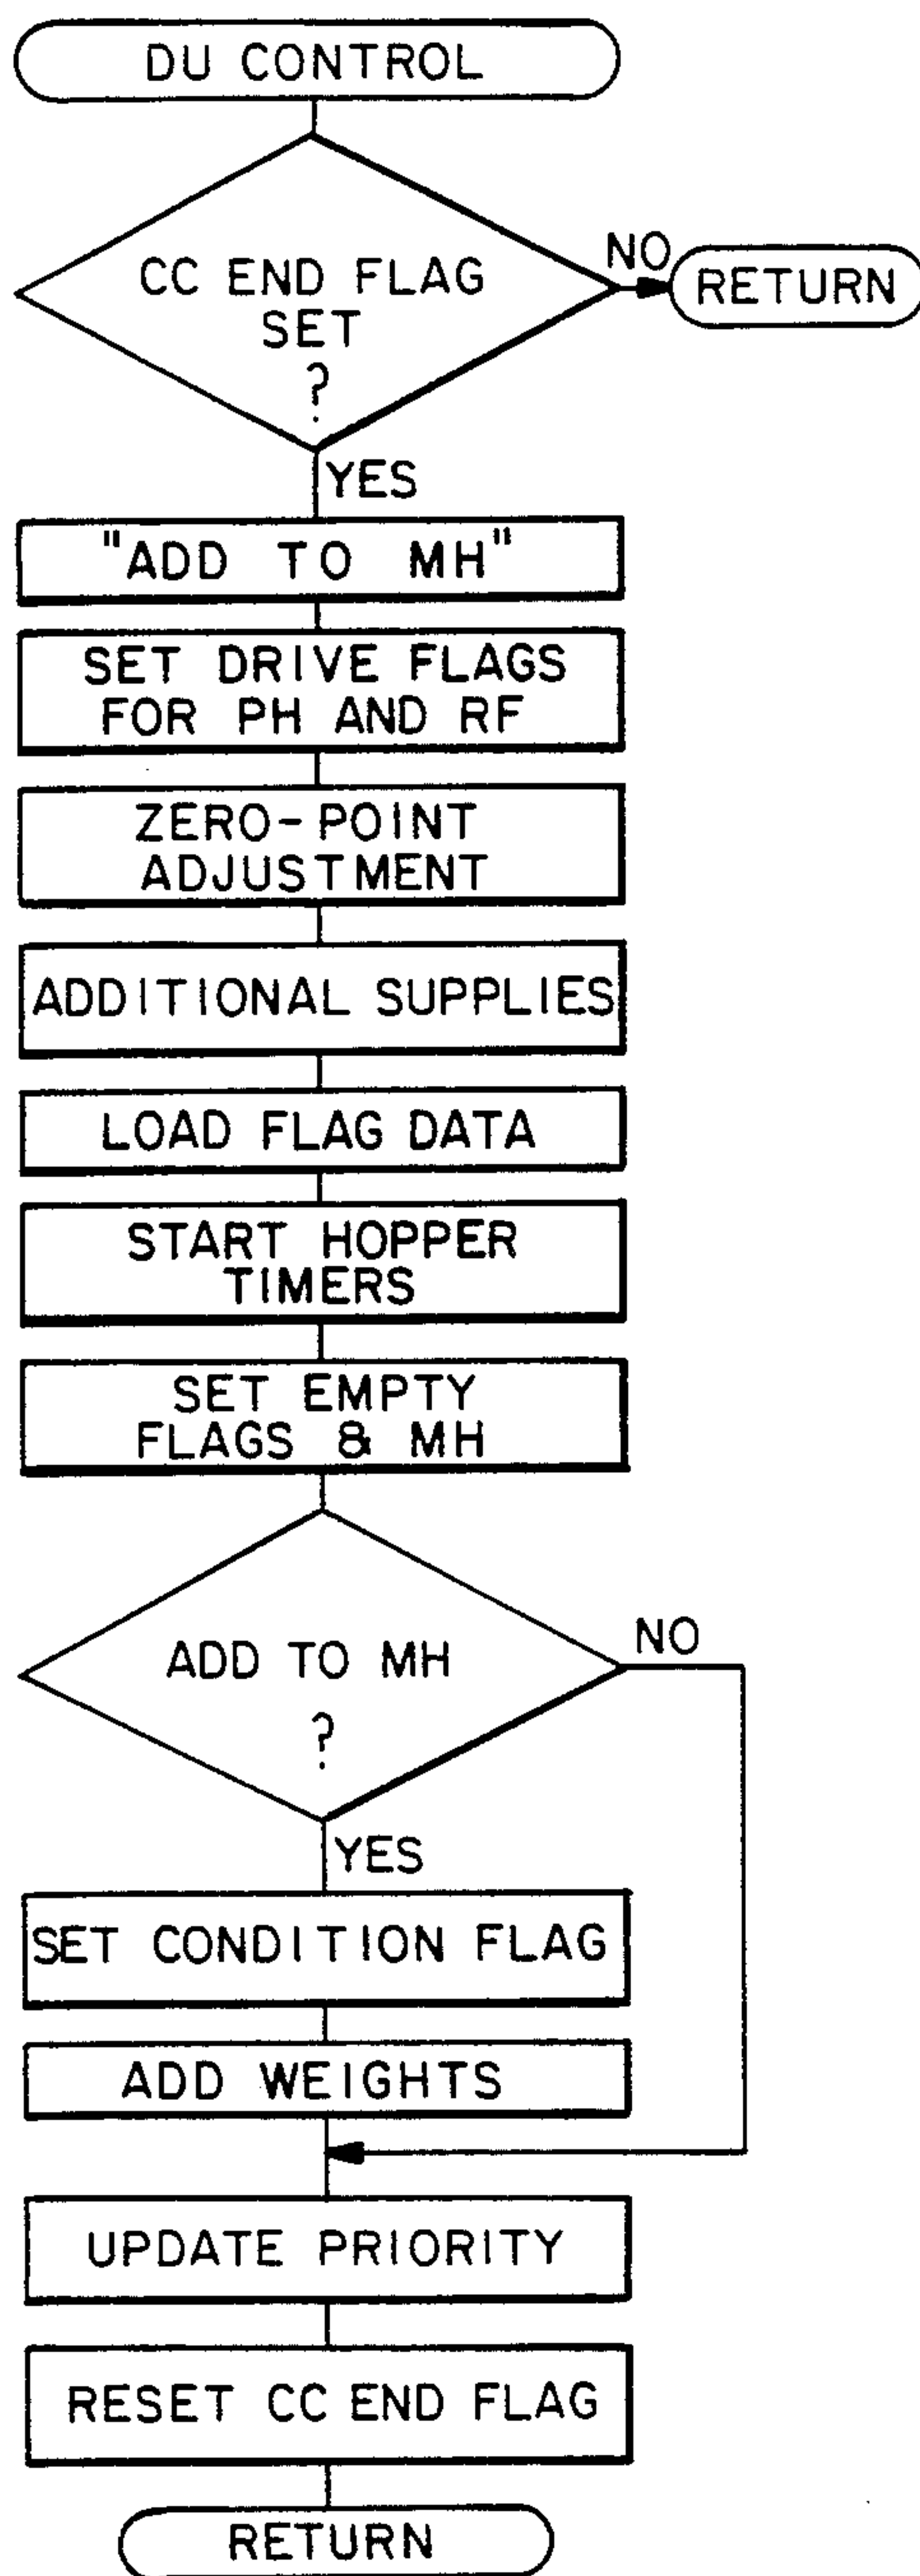 DU CONTROL
CC END FLAG
SET
?
NO
RETURN
YES
"ADD TO MH"
SET DRIVE FLAGS
FOR PH AND RF
ZERO-POINT
ADJUSTMENT
ADDITIONAL SUPPLIES
LOAD FLAG DATA
START HOPPER
TIMERS
SET EMPTY
FLAGS & MH
ADD TO MH
?
NO
YES
SET CONDITION FLAG
ADD WEIGHTS
UPDATE PRIORITY
RESET CC END FLAG
RETURN